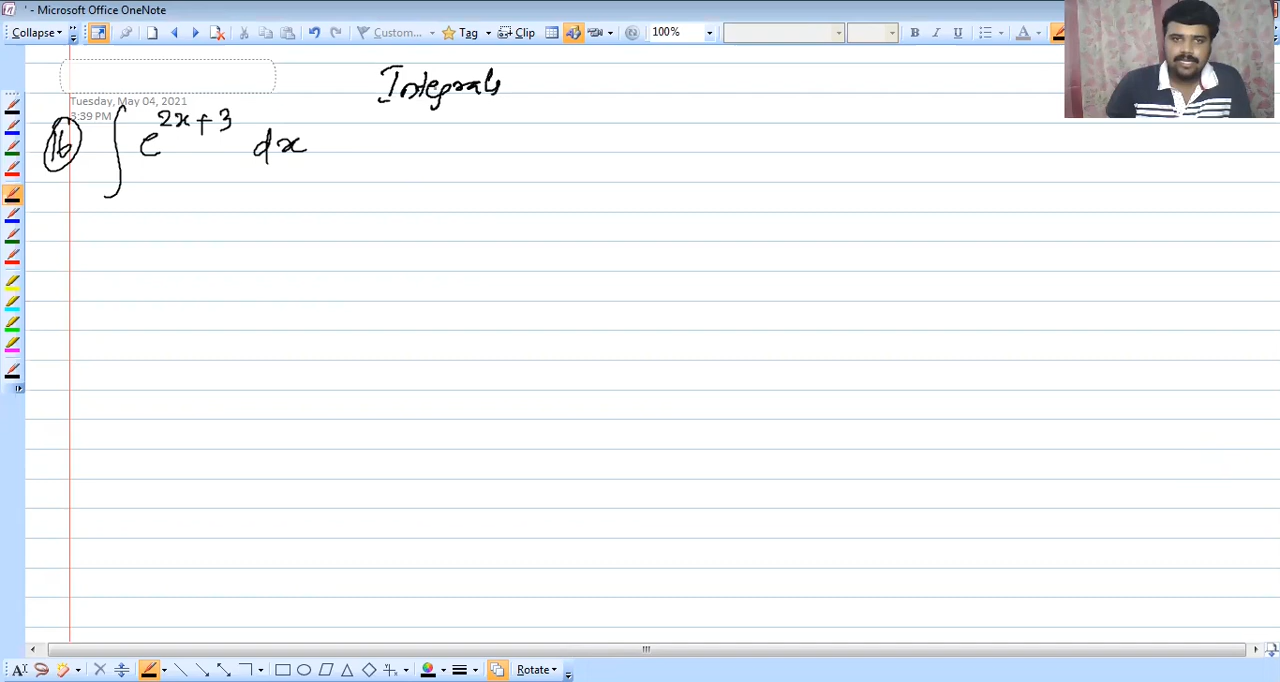 ' - Microsoft Office OneNote
Collapse Custom... Tag Clip 100% B I U A
Integrals
Tuesday, May 04, 2021
3:39 PM
16 ∫ e^{2x+3} dx
A Rotate